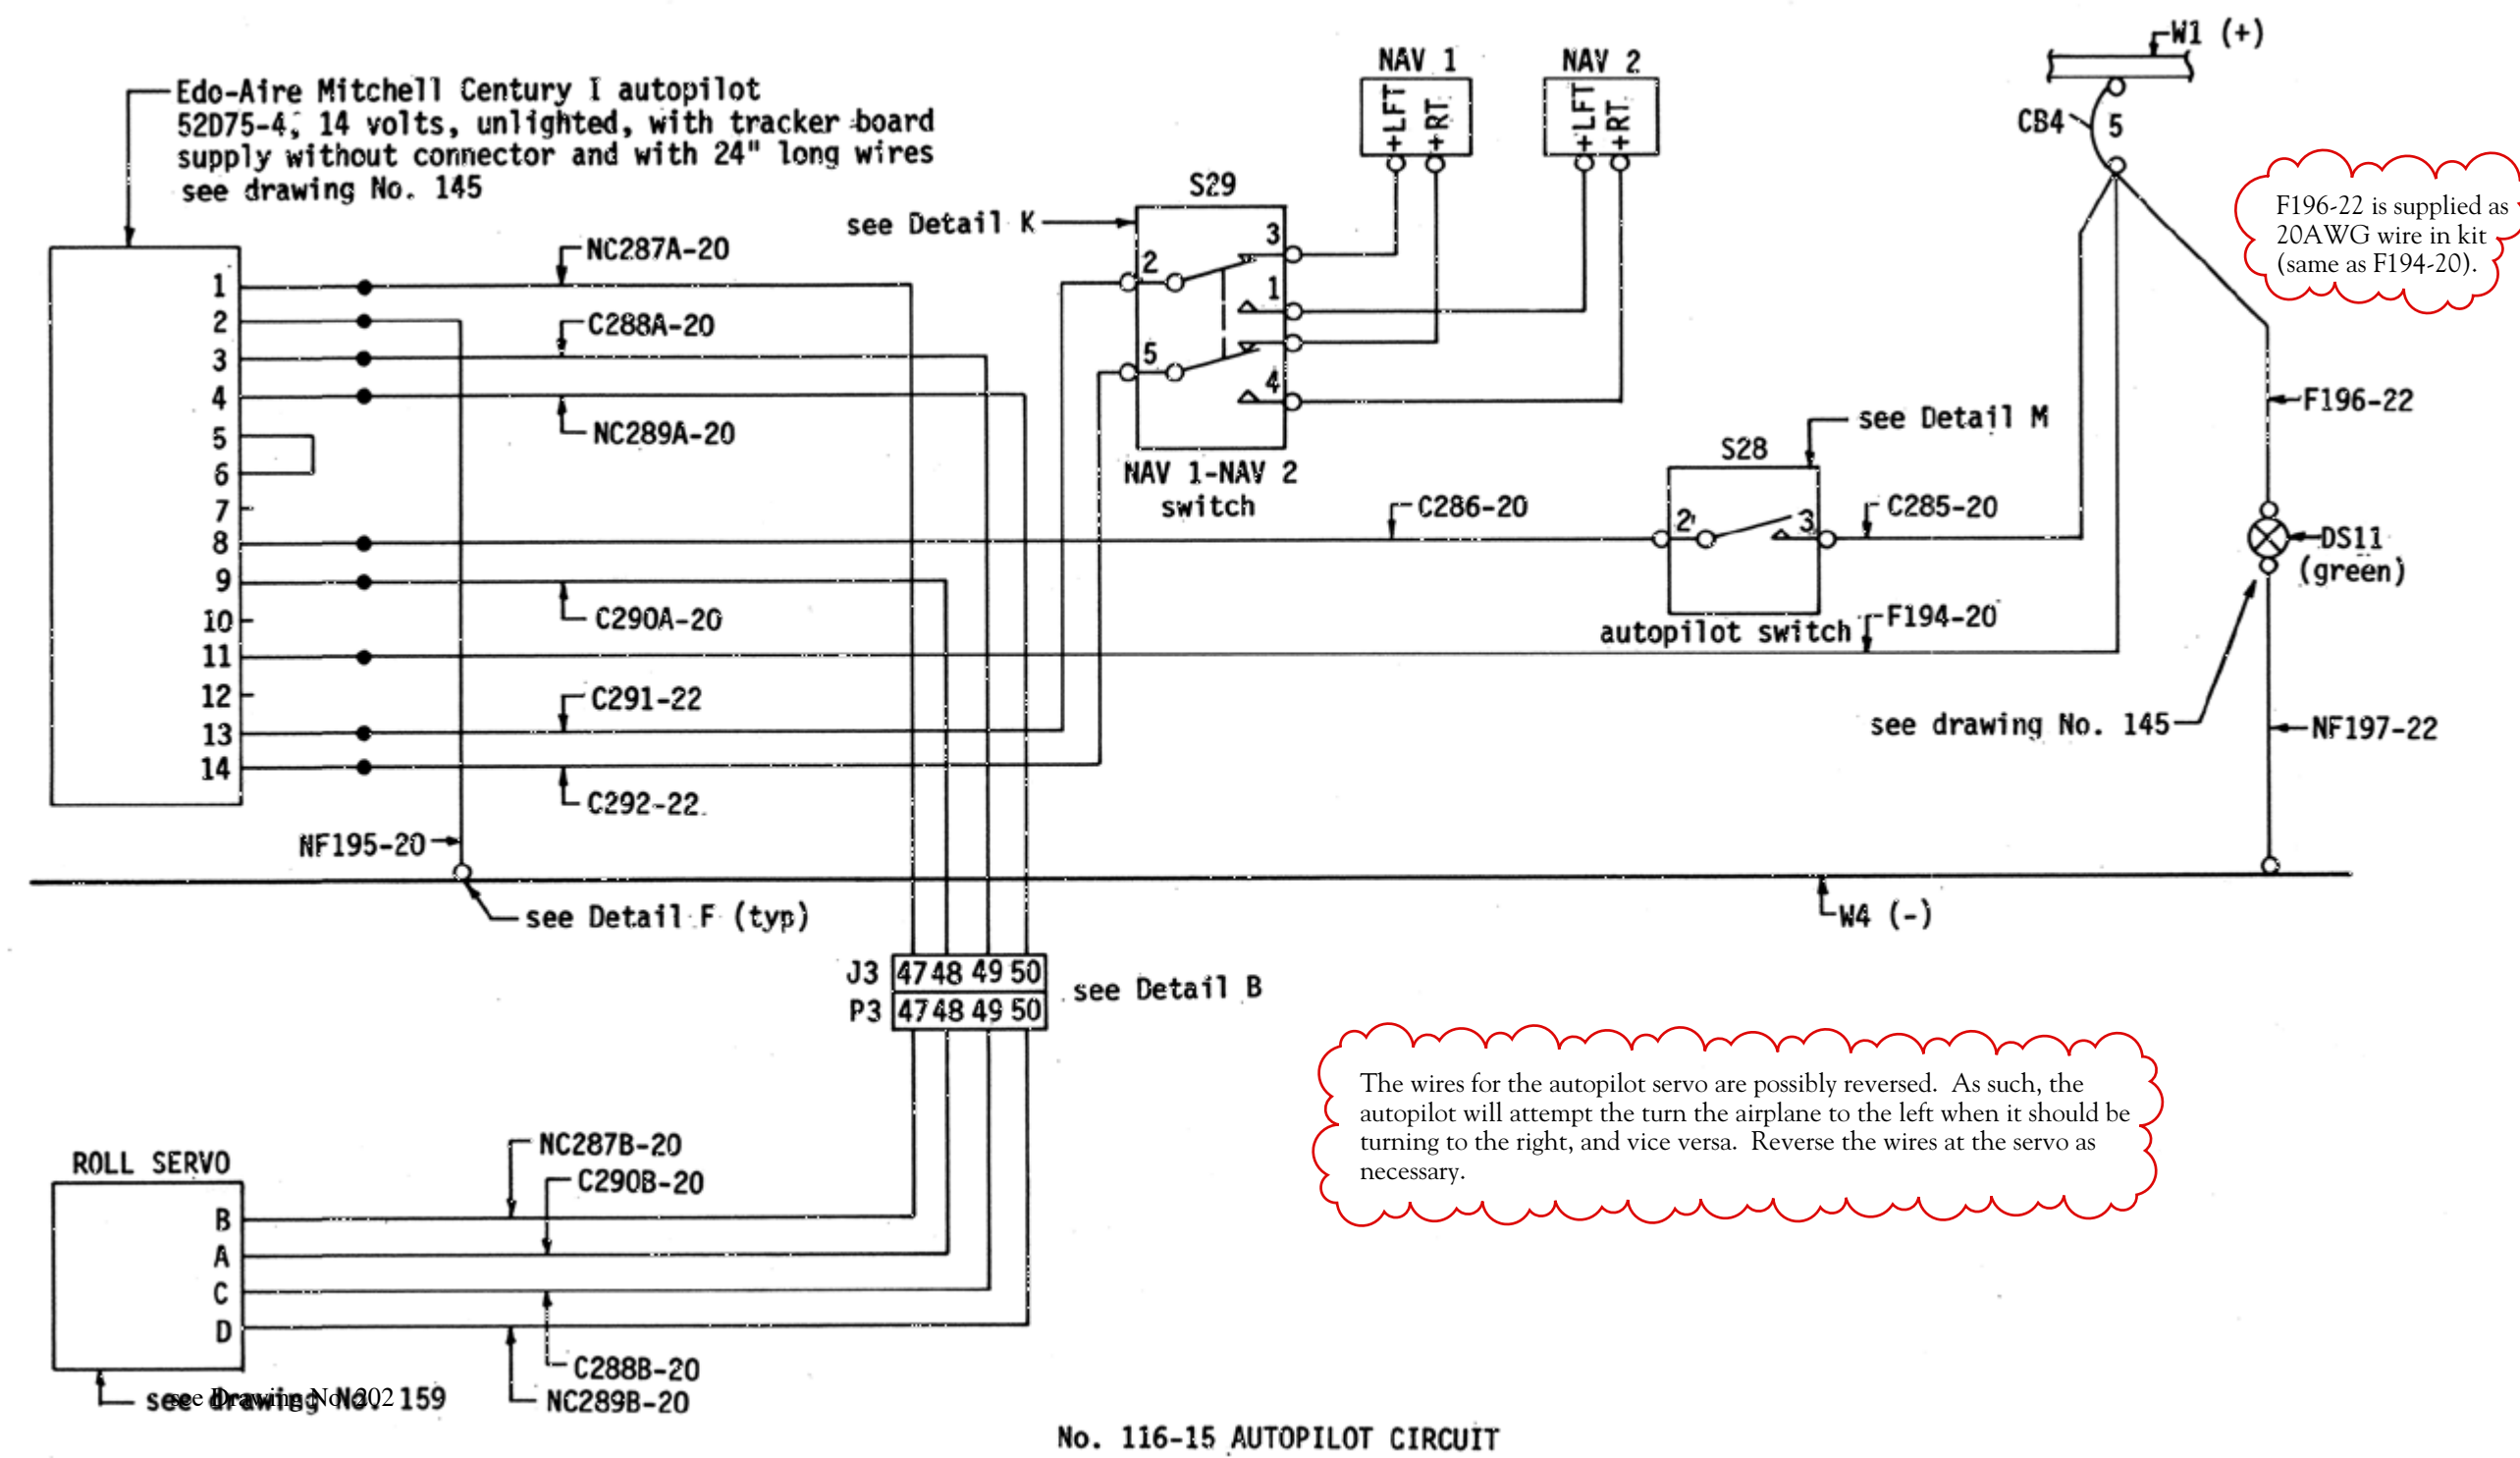 W1 (+)
NAV 1
NAV 2
Edo-Aire Mitchell Century I autopilot
52D75-4, 14 volts, unlighted, with tracker board
supply without connector and with 24" long wires
see drawing No. 145
+LFT
+RT
+LFT
+RT
CB4
5
F196-22 is supplied as
20AWG wire in kit
(same as F194-20).
S29
see Detail K
3
2
1
5
4
NAV 1-NAV 2
switch
NC287A-20
C288A-20
NC289A-20
1
2
3
4
5
6
7
8
9
10
11
12
13
14
F196-22
see Detail M
S28
C286-20
C285-20
2
3
DS11
(green)
C290A-20
F194-20
autopilot switch
C291-22
see drawing No. 145
NF197-22
C292-22
NF195-20
see Detail F (typ)
W4 (-)
J3 47 48 49 50
P3 47 48 49 50
see Detail B
The wires for the autopilot servo are possibly reversed. As such, the
autopilot will attempt the turn the airplane to the left when it should be
turning to the right, and vice versa. Reverse the wires at the servo as
necessary.
ROLL SERVO
NC287B-20
C290B-20
B
A
C
D
C288B-20
NC289B-20
see drawing No. 159
see Drawing No. 202
No. 116-15 AUTOPILOT CIRCUIT